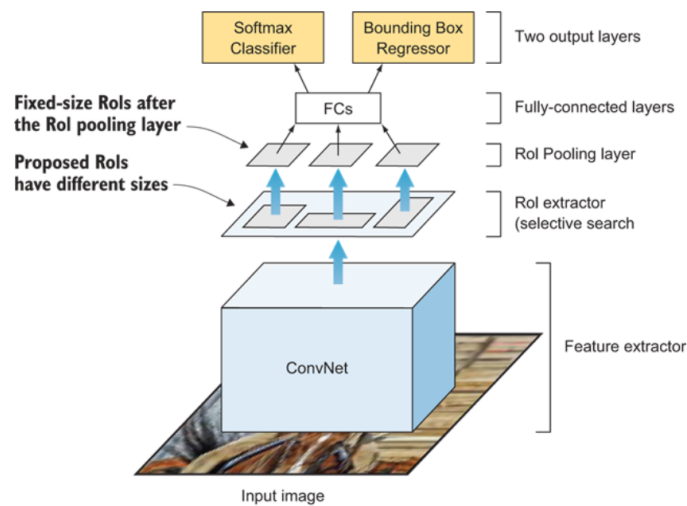 Softmax
Classifier
Bounding Box
Regressor
Two output layers
Fixed-size RoIs after
the RoI pooling layer
FCs
Fully-connected layers
RoI Pooling layer
Proposed RoIs
have different sizes
RoI extractor
(selective search
ConvNet
Feature extractor
Input image